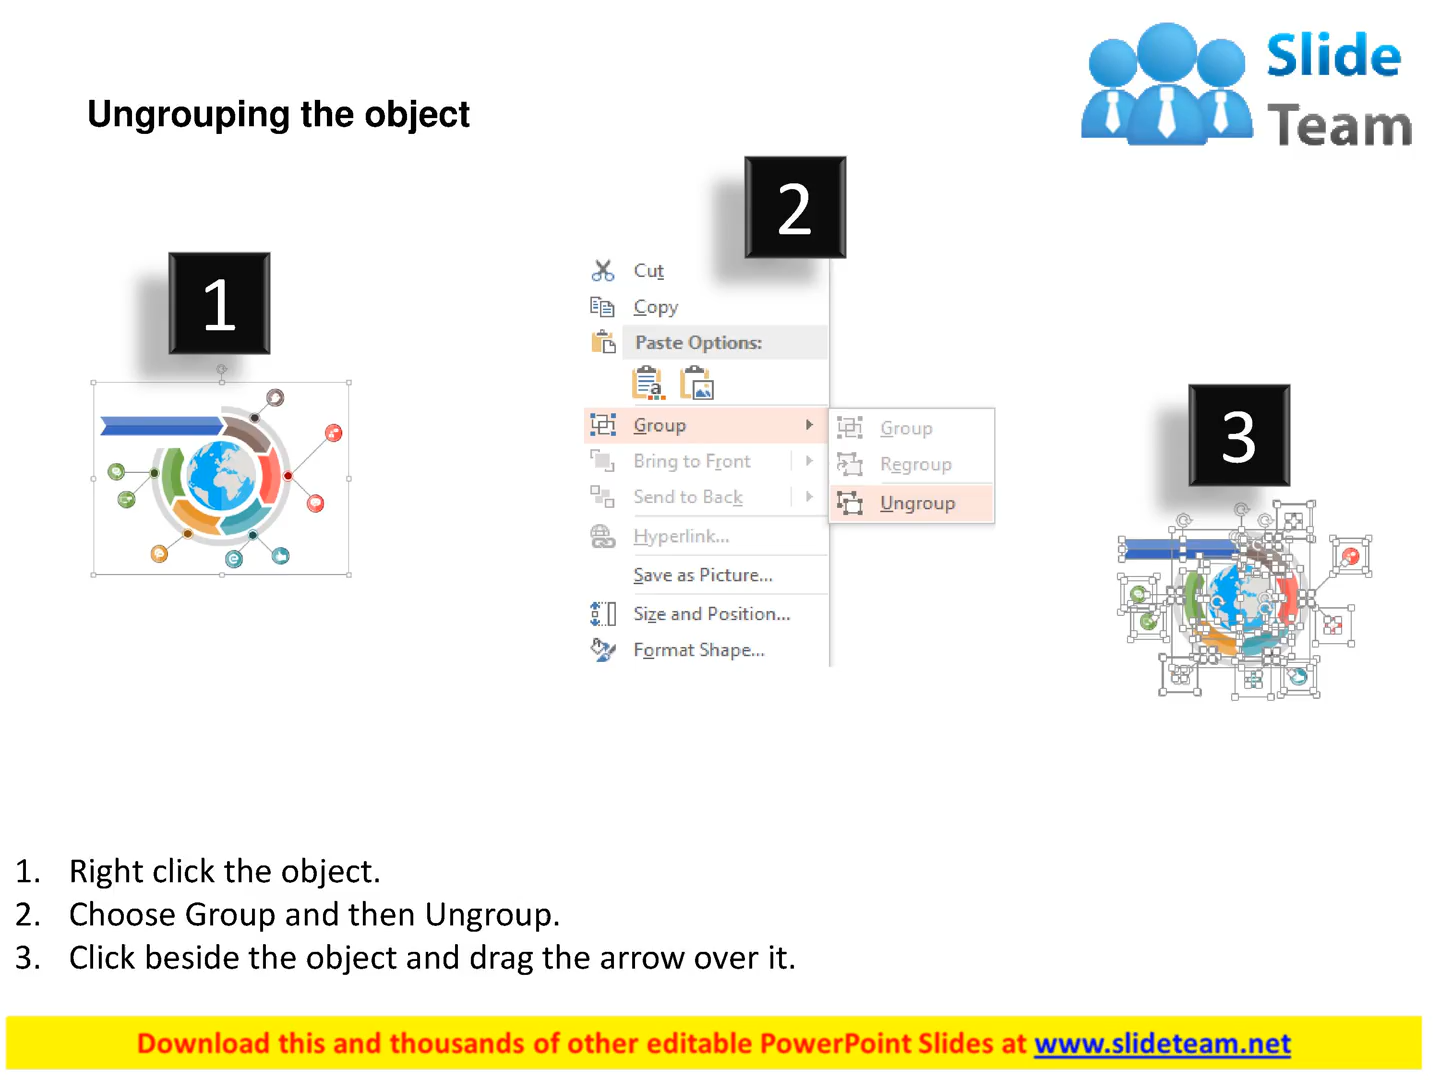 Slide
Team
Ungrouping the object
1
2
3
Cut
Copy
Paste Options:
Group
Bring to Front
Send to Back
Hyperlink...
Save as Picture...
Size and Position...
Format Shape...
Group
Regroup
Ungroup
1. Right click the object.
2. Choose Group and then Ungroup.
3. Click beside the object and drag the arrow over it.
Download this and thousands of other editable PowerPoint Slides at www.slideteam.net